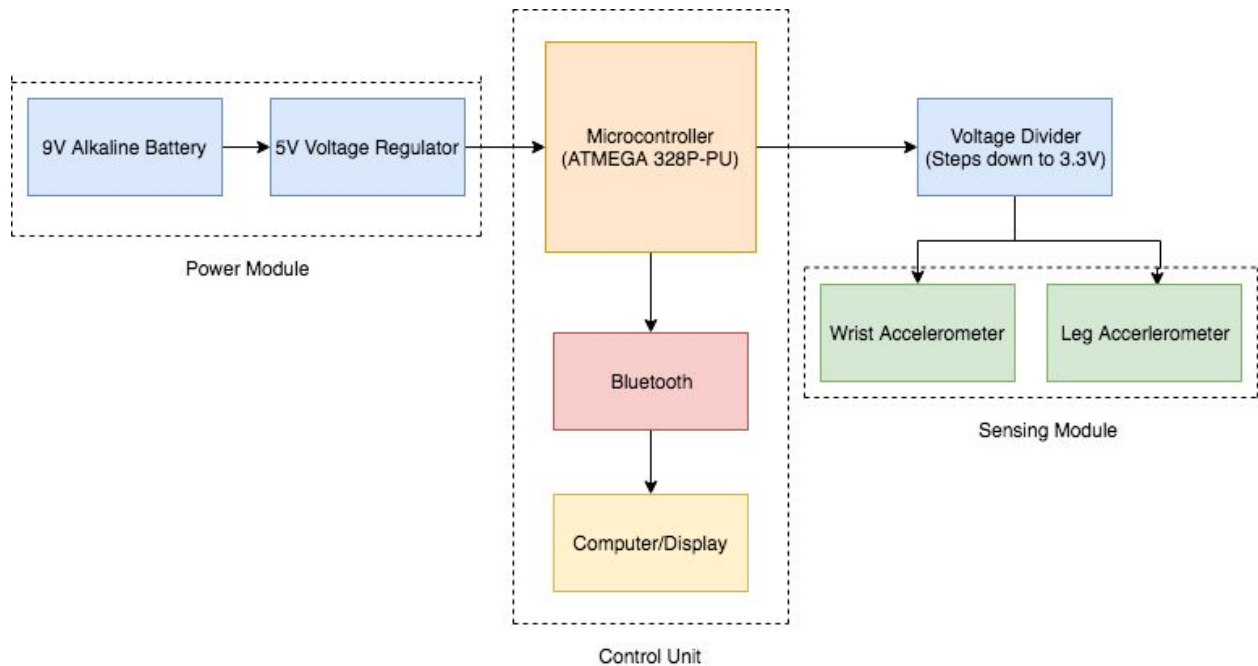 9V Alkaline Battery
5V Voltage Regulator
Power Module
Microcontroller
(ATMEGA 328P-PU)
Bluetooth
Computer/Display
Control Unit
Voltage Divider
(Steps down to 3.3V)
Wrist Accelerometer
Leg Accerlerometer
Sensing Module